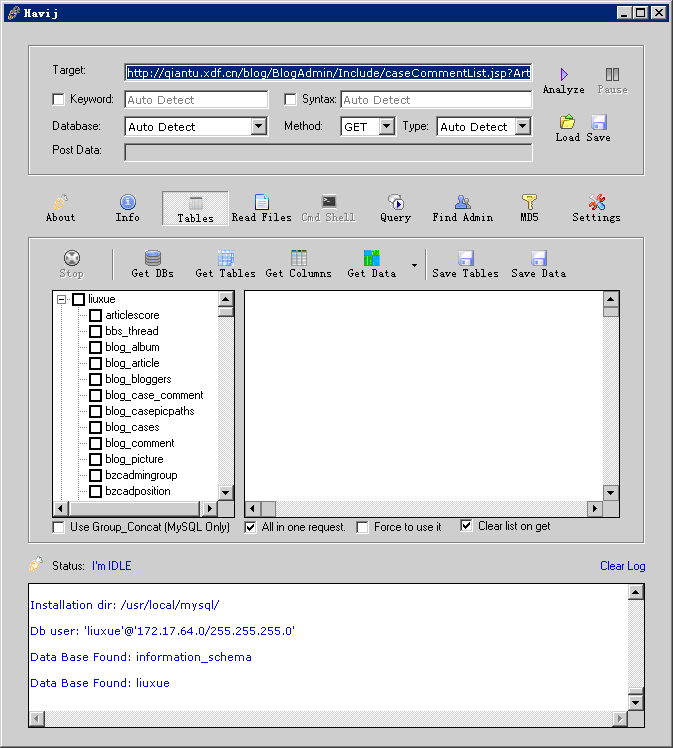 Havij
Target: http://qiantu.xdf.cn/blog/BlogAdmin/Include/caseCommentList.jsp?Art
Analyze Pause
Keyword: Auto Detect Syntax: Auto Detect
Database: Auto Detect Method: GET Type: Auto Detect
Load Save
Post Data:
About Info Tables Read Files Cmd Shell Query Find Admin MD5 Settings
Stop Get DBs Get Tables Get Columns Get Data Save Tables Save Data
liuxue
articlescore
bbs_thread
blog_album
blog_article
blog_bloggers
blog_case_comment
blog_casepicpaths
blog_cases
blog_comment
blog_picture
bzcadmingroup
bzcadposition
Use Group_Concat (MySQL Only) All in one request. Force to use it Clear list on get
Status: I'm IDLE Clear Log
Installation dir: /usr/local/mysql/
Db user: 'liuxue'@'172.17.64.0/255.255.255.0'
Data Base Found: information_schema
Data Base Found: liuxue